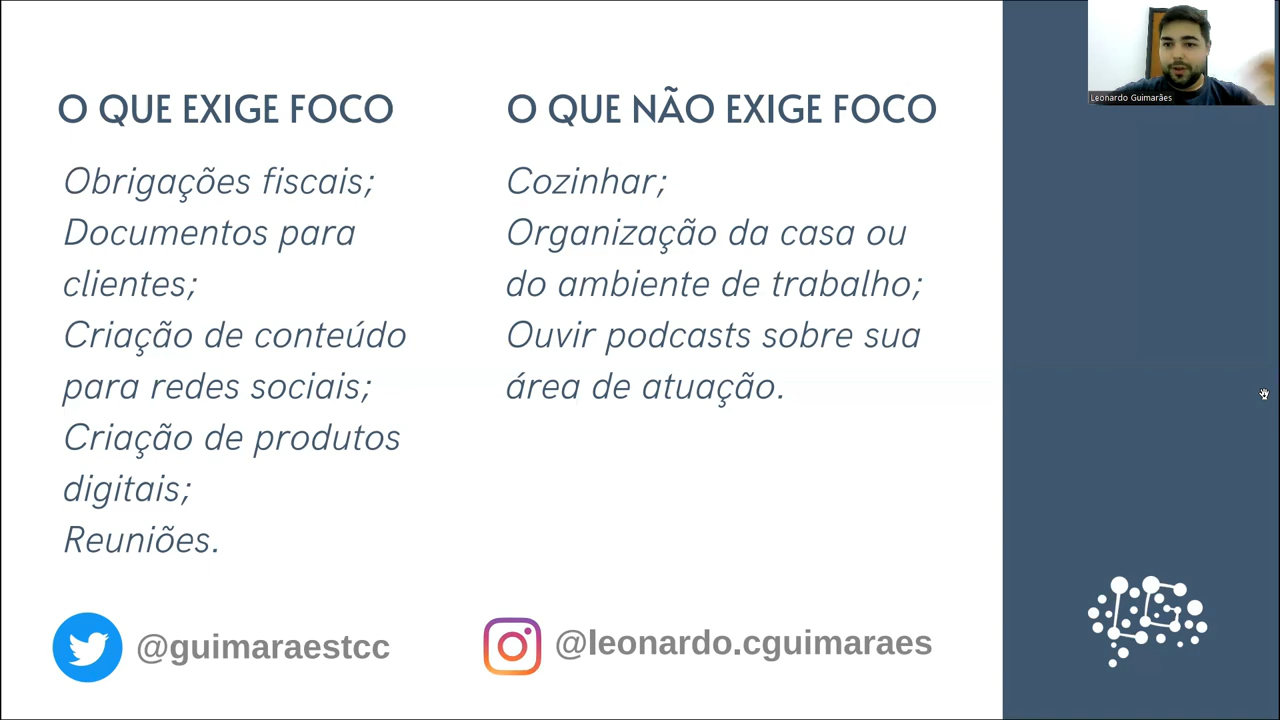 O QUE EXIGE FOCO
Obrigações fiscais;
Documentos para
clientes;
Criação de conteúdo
para redes sociais;
Criação de produtos
digitais;
Reuniões.
O QUE NÃO EXIGE FOCO
Cozinhar;
Organização da casa ou
do ambiente de trabalho;
Ouvir podcasts sobre sua
área de atuação.
@guimaraestcc
@leonardo.cguimaraes
Leonardo Guimarães